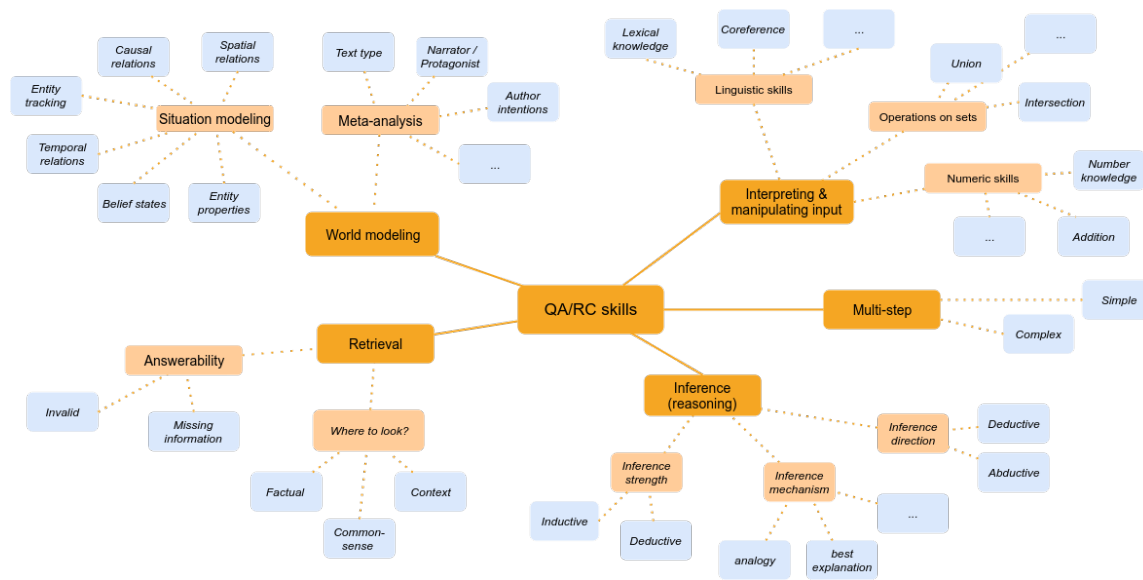 Causal
relations
Spatial
relations
Entity
tracking
Situation modeling
Temporal
relations
Belief states
Entity
properties
Text type
Narrator /
Protagonist
Author
intentions
Meta-analysis
...
World modeling
Lexical
knowledge
Coreference
...
Linguistic skills
Union
...
Intersection
Operations on sets
Number
knowledge
Numeric skills
...
Addition
Interpreting &
manipulating input
QA/RC skills
Multi-step
Simple
Complex
Retrieval
Answerability
Invalid
Missing
information
Where to look?
Factual
Context
Common-
sense
Inference
(reasoning)
Inference
strength
Inductive
Deductive
Inference
mechanism
analogy
best
explanation
...
Inference
direction
Deductive
Abductive